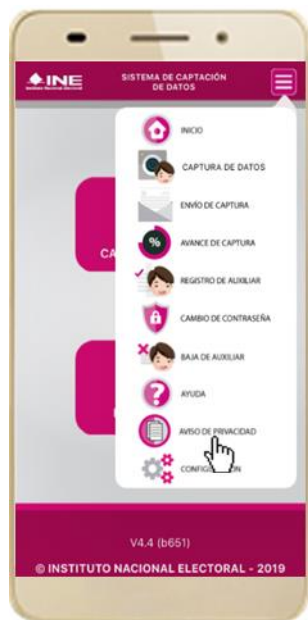 INE
SISTEMA DE CAPTACIÓN
DE DATOS
INICIO
CAPTURA DE DATOS
ENVÍO DE CAPTURA
%
AVANCE DE CAPTURA
CA
REGISTRO DE AUXILIAR
CAMBIO DE CONTRASEÑA
BAJA DE AUXILIAR
?
AYUDA
AVISO DE PRIVACIDAD
V4.4 (b651)
© INSTITUTO NACIONAL ELECTORAL - 2019